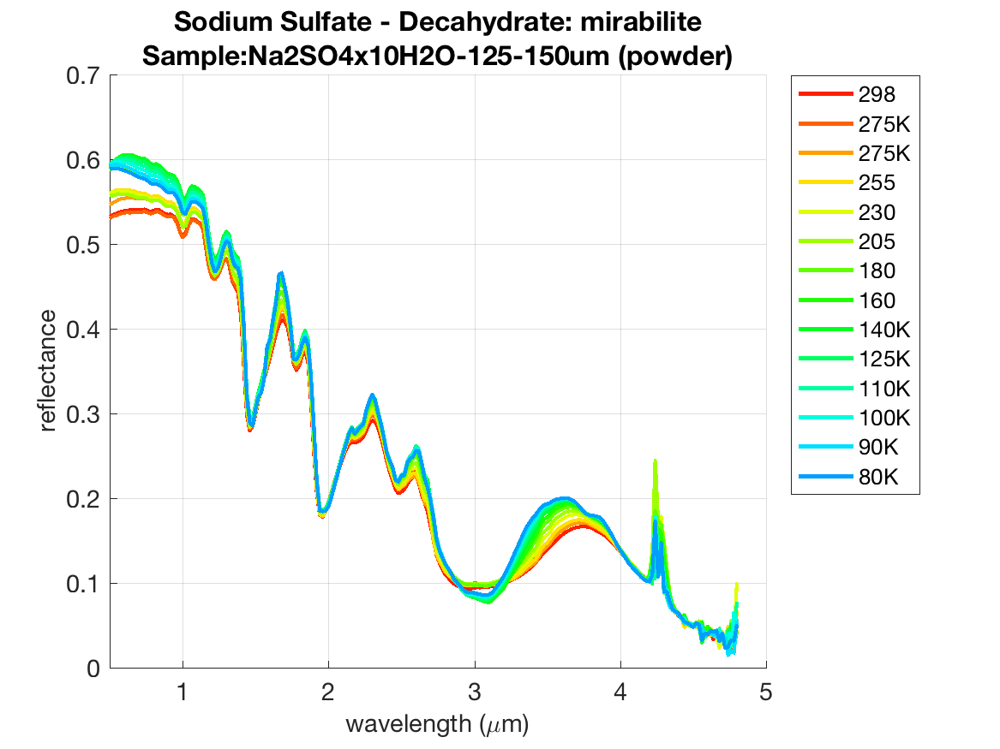 Sodium Sulfate - Decahydrate: mirabilite
Sample:Na2SO4x10H2O-125-150um (powder)
0.7
0.6
0.5
0.4
0.3
0.2
0.1
0
reflectance
1
2
3
4
5
wavelength (μm)
298
275K
275K
255
230
205
180
160
140K
125K
110K
100K
90K
80K